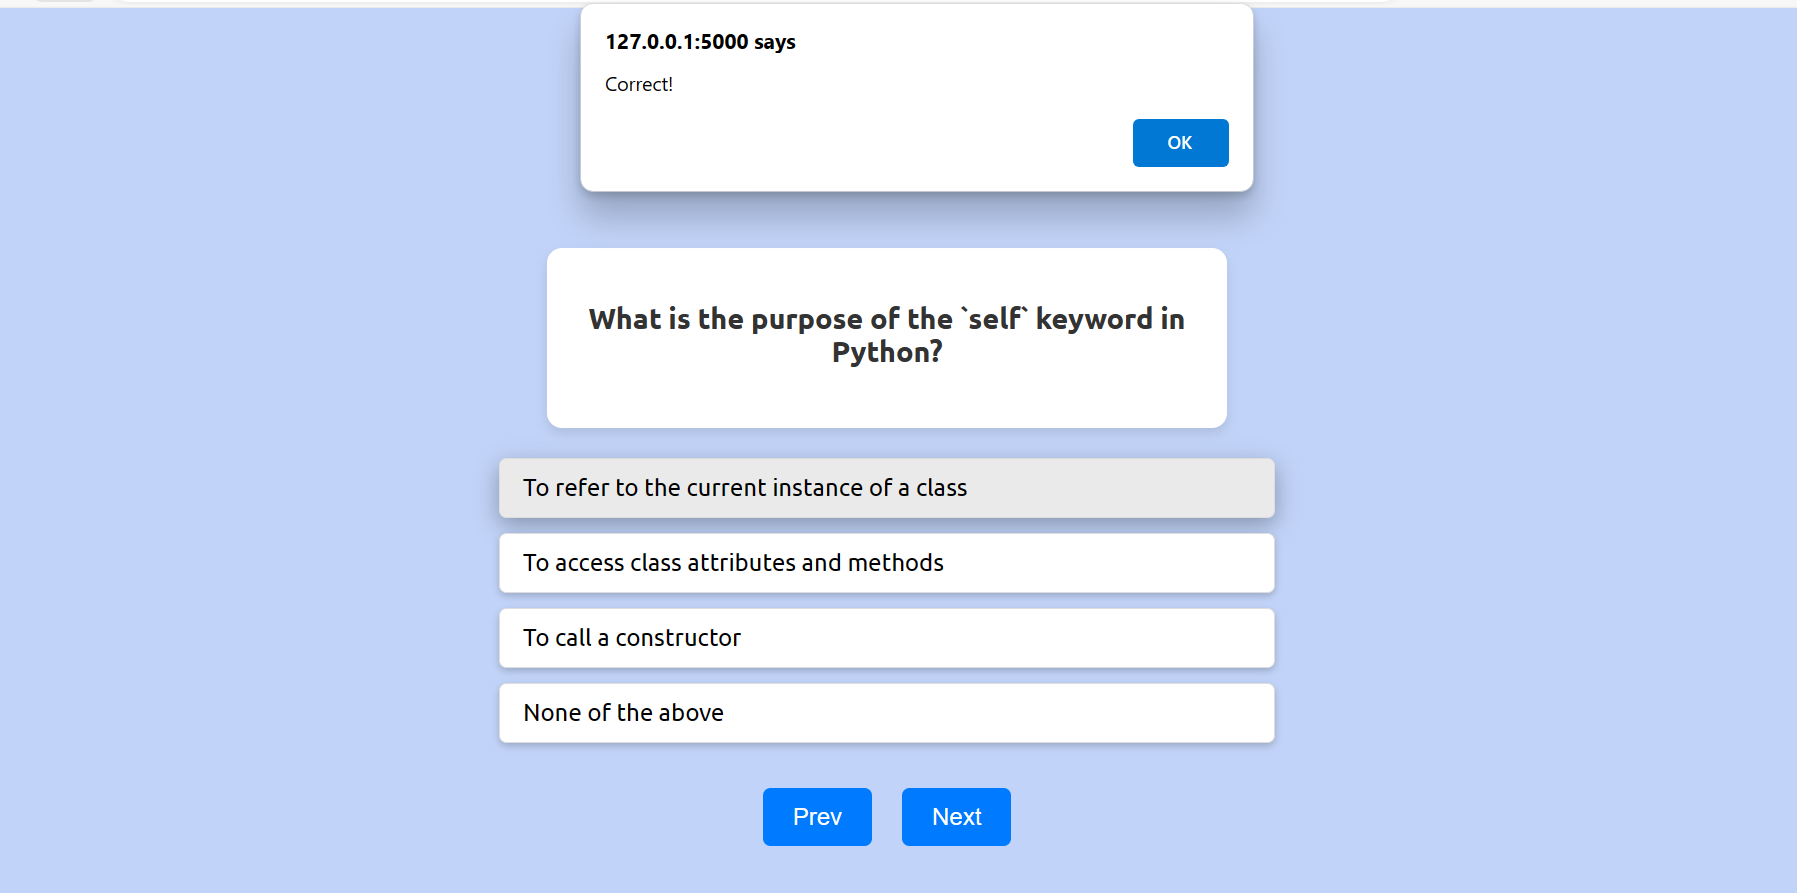 127.0.0.1:5000 says
Correct!
OK
What is the purpose of the `self` keyword in
Python?
To refer to the current instance of a class
To access class attributes and methods
To call a constructor
None of the above
Prev
Next